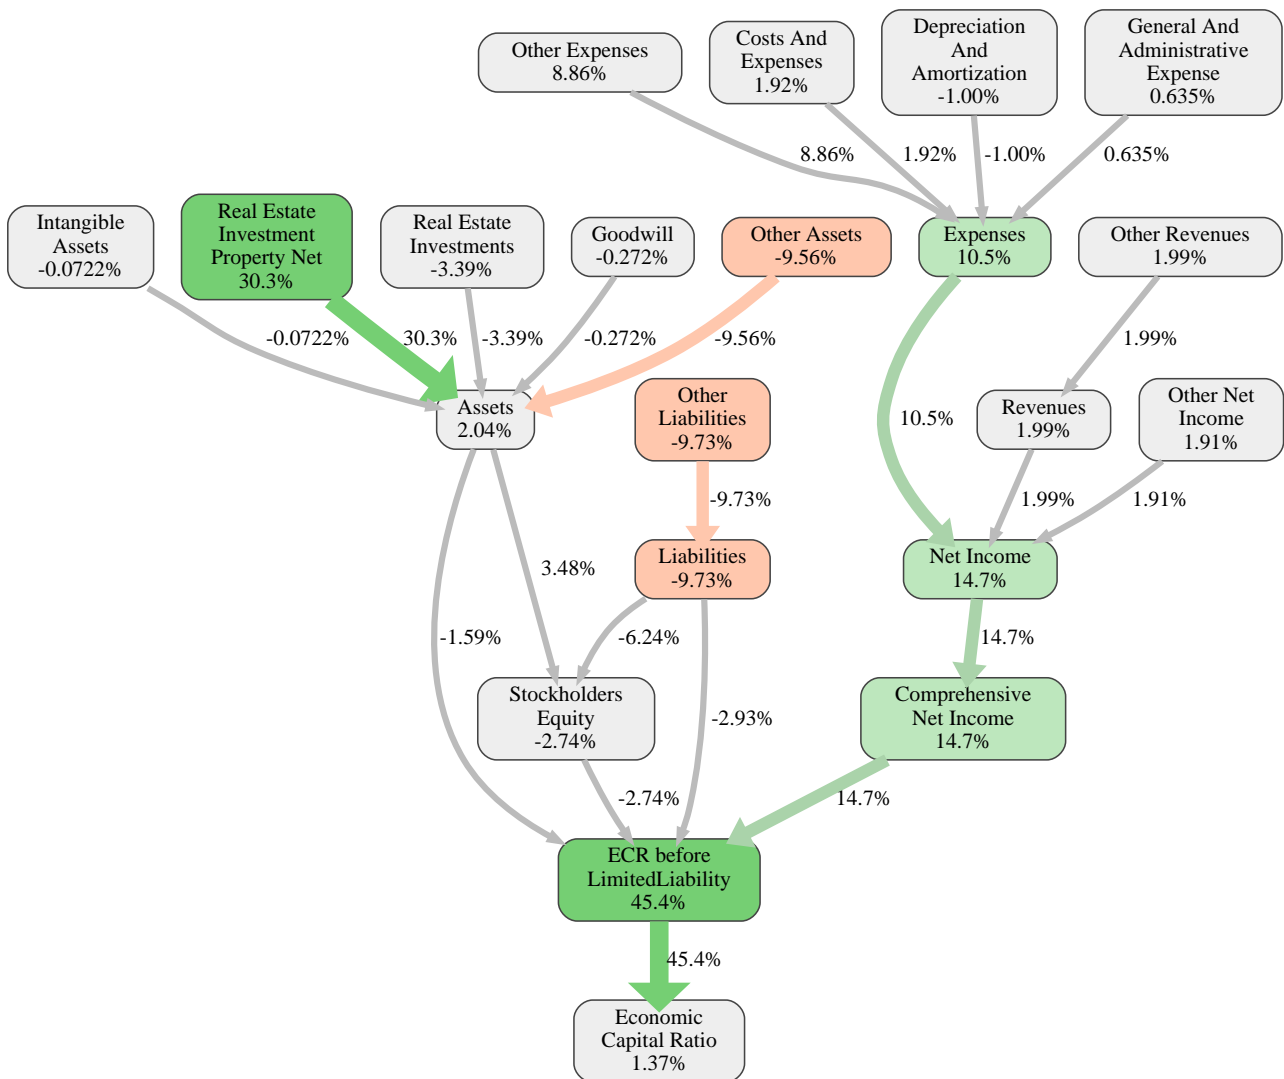 Other Expenses
8.86%
Costs And
Expenses
1.92%
Depreciation
And
Amortization
-1.00%
General And
Administrative
Expense
0.635%
8.86%
1.92%
-1.00%
0.635%
Intangible
Assets
-0.0722%
Real Estate
Investment
Property Net
30.3%
Real Estate
Investments
-3.39%
Goodwill
-0.272%
Other Assets
-9.56%
Expenses
10.5%
Other Revenues
1.99%
-0.0722%
30.3%
-3.39%
-0.272%
-9.56%
1.99%
Assets
2.04%
Other
Liabilities
-9.73%
10.5%
Revenues
1.99%
Other Net
Income
1.91%
-9.73%
1.99%
1.91%
3.48%
Liabilities
-9.73%
Net Income
14.7%
-1.59%
-6.24%
14.7%
Stockholders
Equity
-2.74%
-2.93%
Comprehensive
Net Income
14.7%
-2.74%
14.7%
ECR before
LimitedLiability
45.4%
45.4%
Economic
Capital Ratio
1.37%